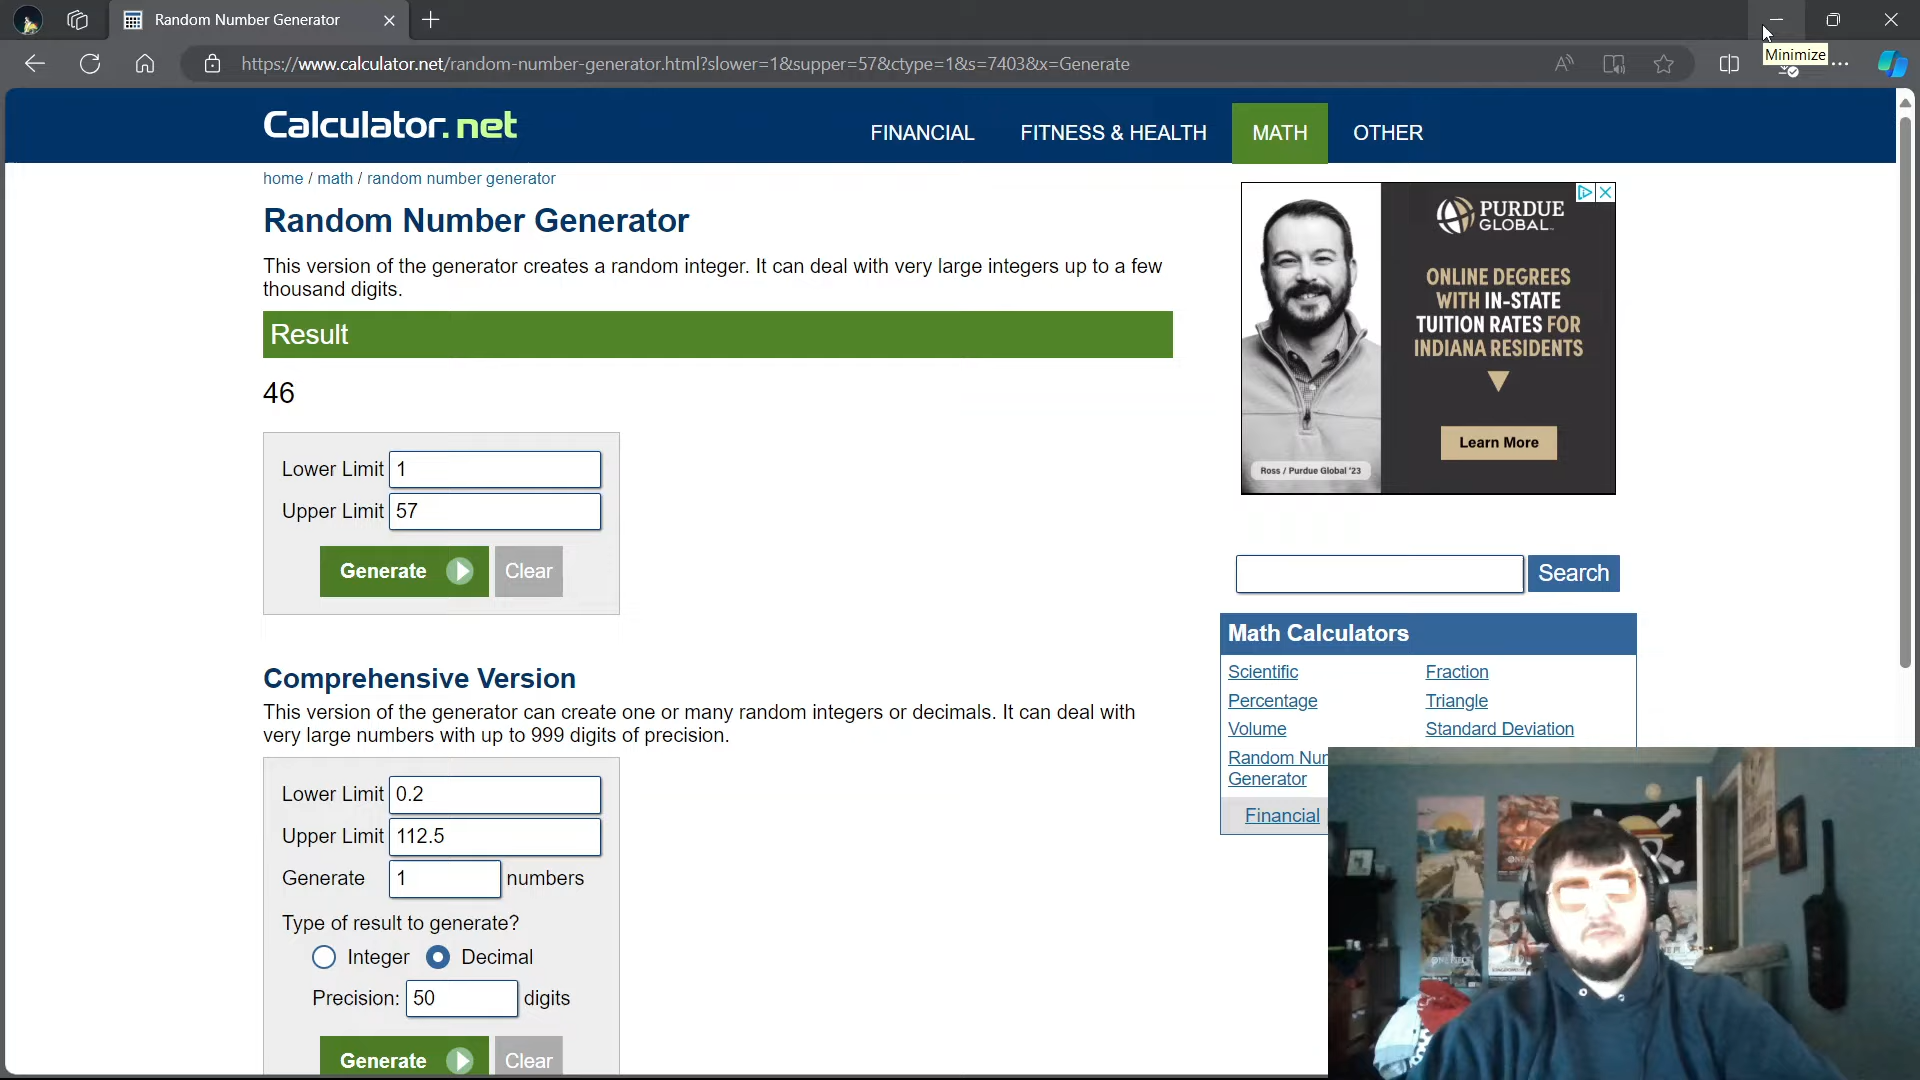 Random Number Generator
Minimize
https://www.calculator.net/random-number-generator.html?slower=1&supper=57&ctype=1&s=7403&x=Generate
Calculator.net
FINANCIAL
FITNESS & HEALTH
MATH
OTHER
home / math / random number generator
Random Number Generator
This version of the generator creates a random integer. It can deal with very large integers up to a few
thousand digits.
Result
46
Lower Limit 1
Upper Limit 57
Generate
Clear
Comprehensive Version
This version of the generator can create one or many random integers or decimals. It can deal with
very large numbers with up to 999 digits of precision.
Lower Limit 0.2
Upper Limit 112.5
Generate 1 numbers
Type of result to generate?
Integer Decimal
Precision: 50 digits
Generate
Clear
PURDUE
GLOBAL
ONLINE DEGREES
WITH IN-STATE
TUITION RATES FOR
INDIANA RESIDENTS
Learn More
Ross / Purdue Global '23
Search
Math Calculators
Scientific
Fraction
Percentage
Triangle
Volume
Standard Deviation
Random Nu
Generator
Financial